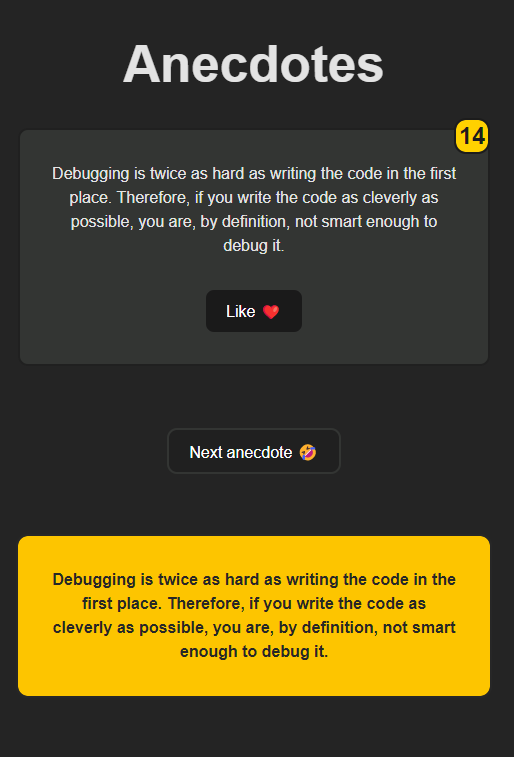 Anecdotes
14
Debugging is twice as hard as writing the code in the first
place. Therefore, if you write the code as cleverly as
possible, you are, by definition, not smart enough to
debug it.
Like ❤️
Next anecdote 🤣
Debugging is twice as hard as writing the code in the
first place. Therefore, if you write the code as
cleverly as possible, you are, by definition, not smart
enough to debug it.